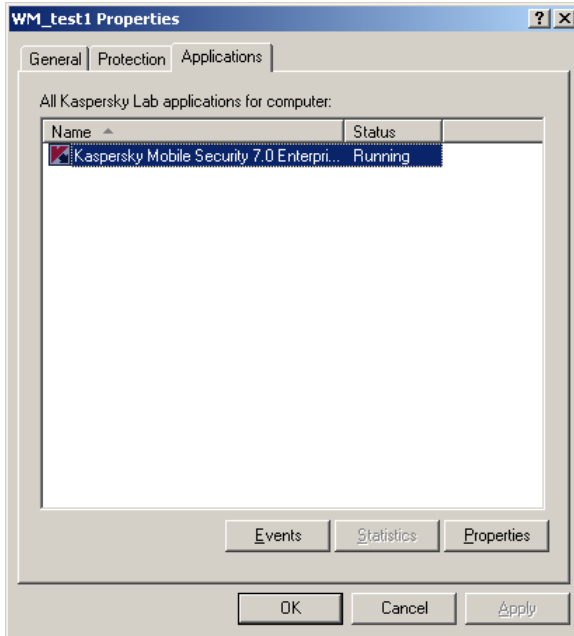 WM_test1 Properties
General Protection Applications
All Kaspersky Lab applications for computer:
Name Status
Kaspersky Mobile Security 7.0 Enterpri... Running
Events Statistics Properties
OK Cancel Apply